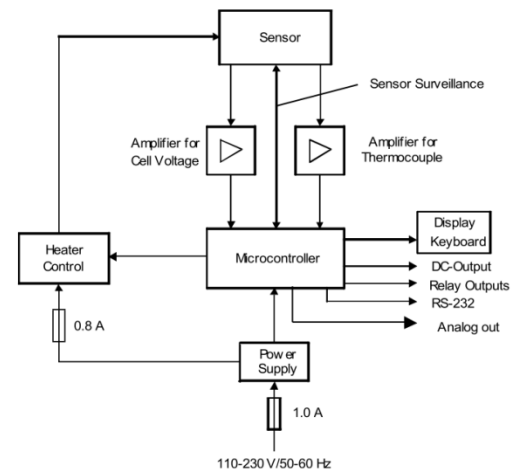 Sensor
Sensor Surveillance
Amplifier for
Cell Voltage
Amplifier for
Thermocouple
Display
Keyboard
Heater
Control
Microcontroller
DC-Output
Relay Outputs
RS-232
Analog out
0.8 A
Power
Supply
1.0 A
110-230 V/50-60 Hz